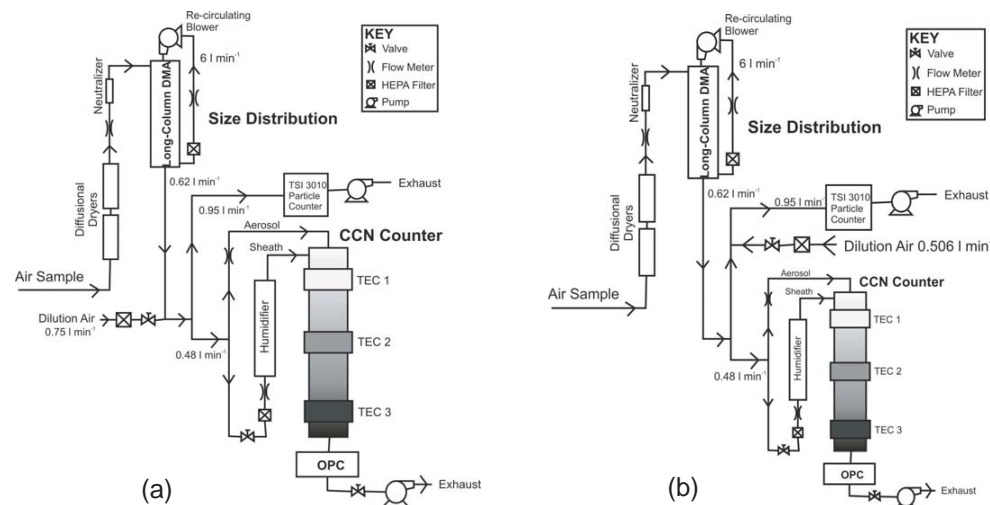 Re-circulating
Blower
6 l min⁻¹
KEY
Valve
Flow Meter
HEPA Filter
Pump
Neutralizer
Long-Column DMA
Size Distribution
Diffusional
Dryers
0.62 l min⁻¹
0.95 l min⁻¹
TSI 3010
Particle
Counter
Exhaust
Aerosol
CCN Counter
Sheath
Air Sample
TEC 1
Dilution Air
0.75 l min⁻¹
Humidifier
TEC 2
0.48 l min⁻¹
TEC 3
OPC
Exhaust
(a)
Re-circulating
Blower
6 l min⁻¹
KEY
Valve
Flow Meter
HEPA Filter
Pump
Neutralizer
Long-Column DMA
Size Distribution
Diffusional
Dryers
0.62 l min⁻¹
0.95 l min⁻¹
TSI 3010
Particle
Counter
Exhaust
Dilution Air 0.506 l min
Aerosol
CCN Counter
Sheath
Air Sample
TEC 1
Humidifier
TEC 2
0.48 l min⁻¹
TEC 3
OPC
Exhaust
(b)